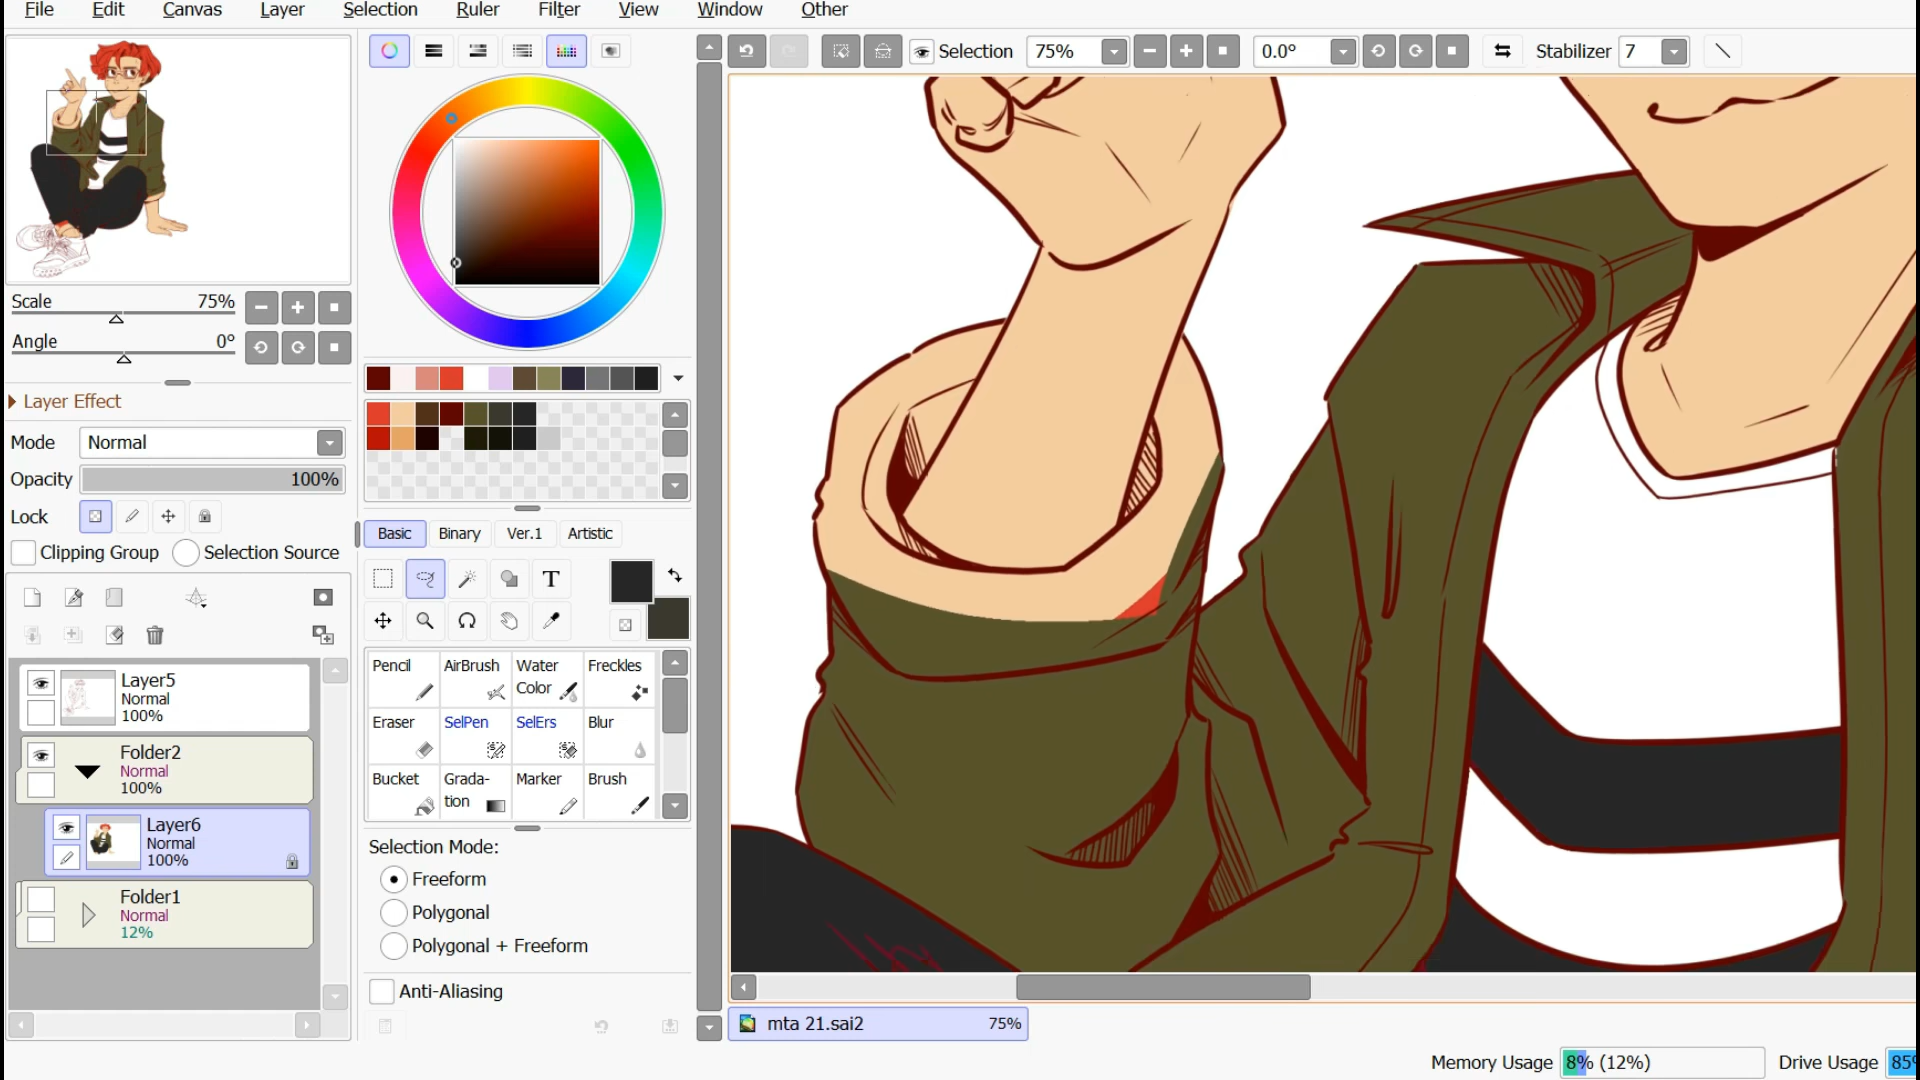 File Edit Canvas Layer Selection Ruler Filter View Window Other
Selection 75% 0.0° Stabilizer 7
Scale 75%
Angle 0°
Layer Effect
Mode Normal
Opacity 100%
Lock
Clipping Group Selection Source
Layer5
Normal
100%
Folder2
Normal
100%
Layer6
Normal
100%
Folder1
Normal
12%
Basic Binary Ver.1 Artistic
T
Pencil AirBrush Water Color Freckles
Eraser SelPen SelErs Blur
Bucket Grada-tion Marker Brush
Selection Mode:
Freeform
Polygonal
Polygonal + Freeform
Anti-Aliasing
mta 21.sai2 75%
Memory Usage 8% (12%) Drive Usage 85%